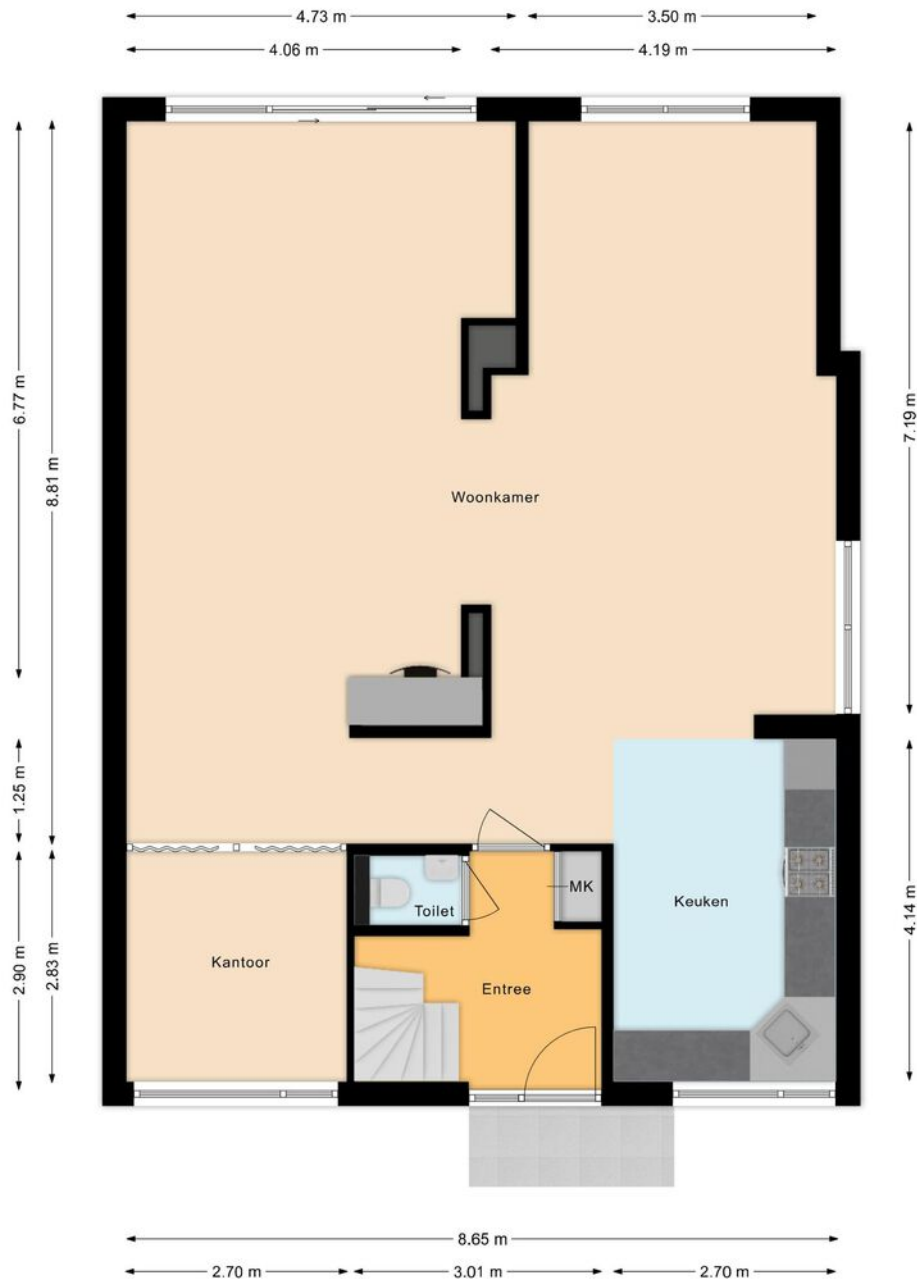 4.73 m
3.50 m
4.06 m
4.19 m
6.77 m
8.81 m
7.19 m
Woonkamer
1.25 m
MK
Toilet
Keuken
4.14 m
Kantoor
Entree
2.90 m
2.83 m
8.65 m
2.70 m
3.01 m
2.70 m